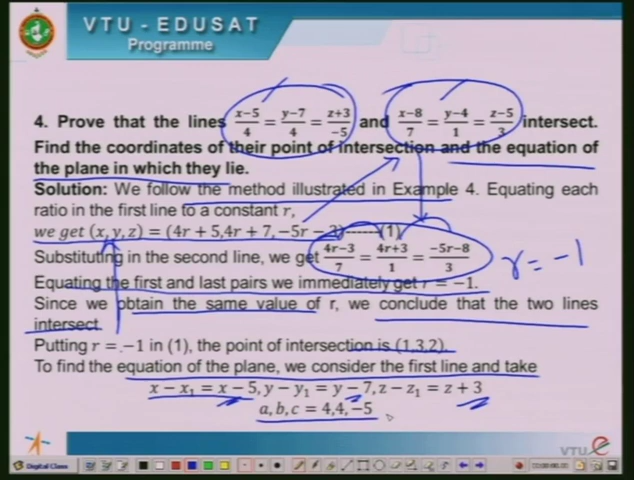 VTU - EDUSAT
Programme
4. Prove that the lines x−5/4 = y−7/4 = z+3/−5 and x−8/7 = y−4/1 = z−5/3 intersect.
Find the coordinates of their point of intersection and the equation of
the plane in which they lie.
Solution: We follow the method illustrated in Example 4. Equating each
ratio in the first line to a constant r,
we get (x, y, z) = (4r + 5,4r + 7, −5r − 3)------(1)
Substituting in the second line, we get 4r−3/7 = 4r+3/1 = −5r−8/3
r = −1
Equating the first and last pairs we immediately get r = −1.
Since we obtain the same value of r, we conclude that the two lines
intersect
Putting r = −1 in (1), the point of intersection is (1,3,2).
To find the equation of the plane, we consider the first line and take
x − x₁ = x − 5, y − y₁ = y − 7, z − z₁ = z + 3
a, b, c = 4,4, −5
VTU e
Digital Class